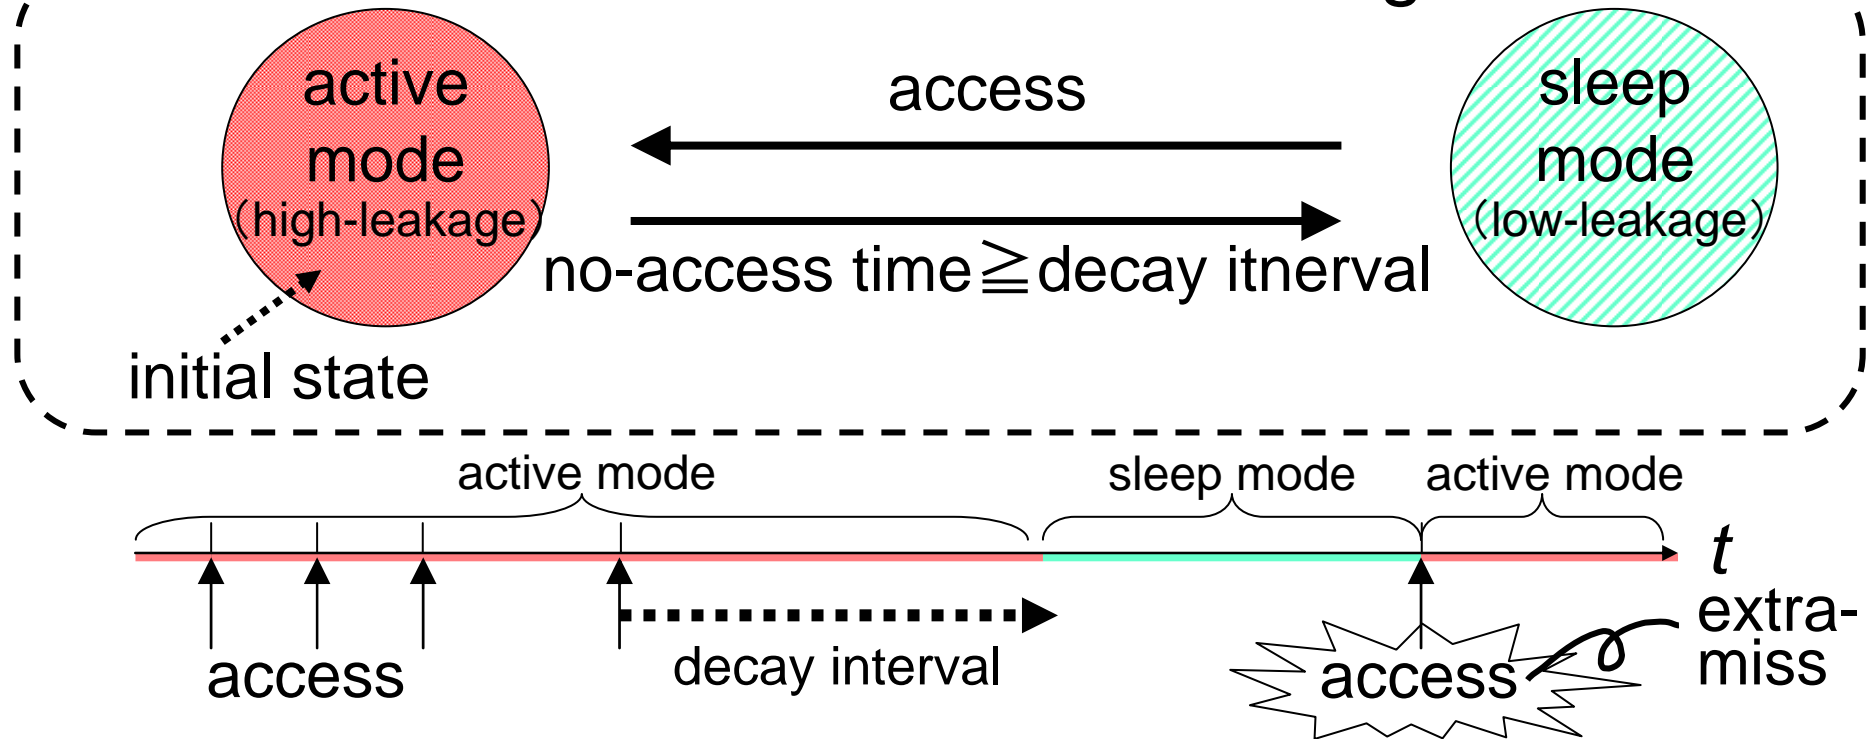 active
mode
（high-leakage）
access
sleep
mode
（low-leakage）
no-access time≧decay itnerval
initial state
active mode
sleep mode
active mode
t
access
decay interval
access
extra-
miss